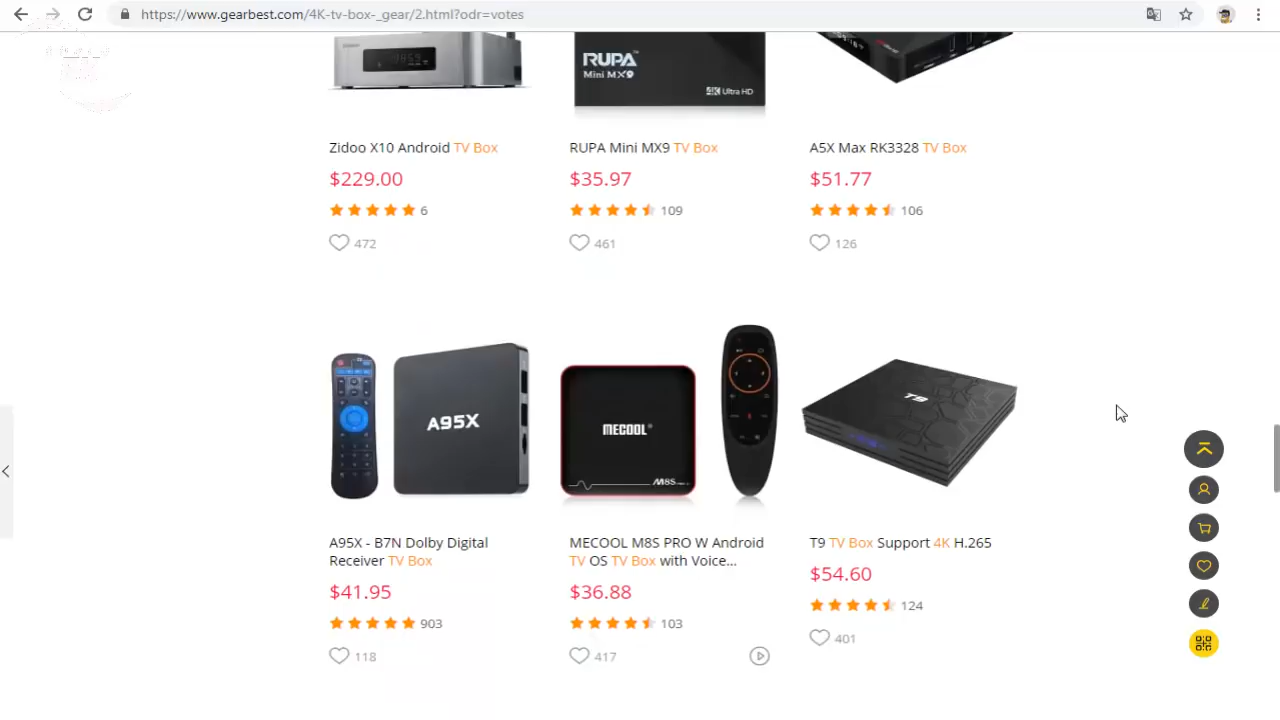 https://www.gearbest.com/4K-tv-box-_gear/2.html?odr=votes
RUPA
Mini MX9
4K Ultra HD
Zidoo X10 Android TV Box
$229.00
6
472
RUPA Mini MX9 TV Box
$35.97
109
461
A5X Max RK3328 TV Box
$51.77
106
126
A95X
MECOOL®
M8S
T9
A95X - B7N Dolby Digital
Receiver TV Box
$41.95
903
118
MECOOL M8S PRO W Android
TV OS TV Box with Voice...
$36.88
103
417
T9 TV Box Support 4K H.265
$54.60
124
401